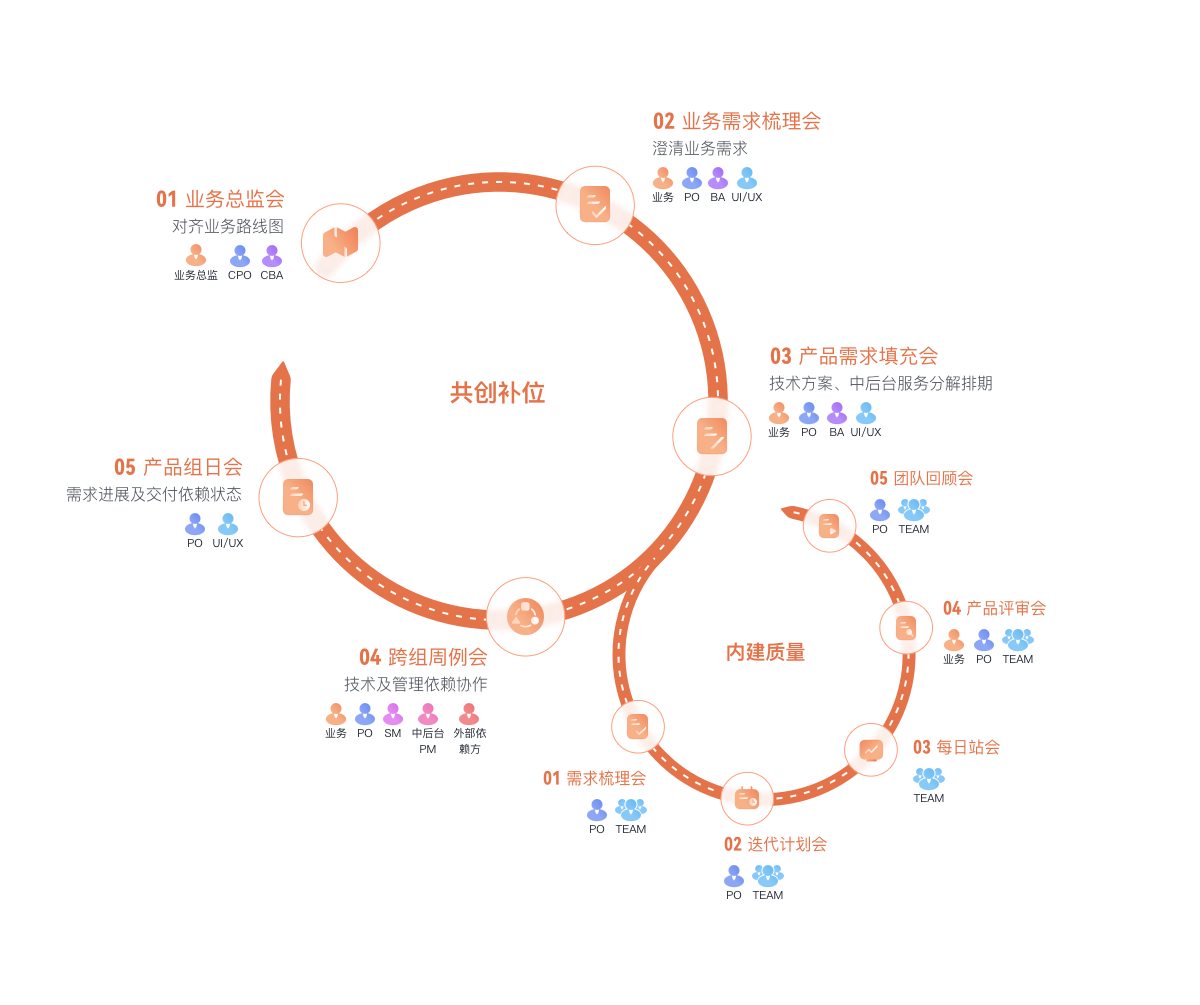 01 业务总监会
对齐业务路线图
业务总监 CPO CBA
02 业务需求梳理会
澄清业务需求
业务 PO BA UI/UX
03 产品需求填充会
技术方案、中后台服务分解排期
业务 PO BA UI/UX
共创补位
05 产品组日会
需求进展及交付依赖状态
PO UI/UX
04 跨组周例会
技术及管理依赖协作
业务 PO SM 中后台 外部依
PM 赖方
05 团队回顾会
PO TEAM
04 产品评审会
业务 PO TEAM
内建质量
03 每日站会
TEAM
01 需求梳理会
PO TEAM
02 迭代计划会
PO TEAM